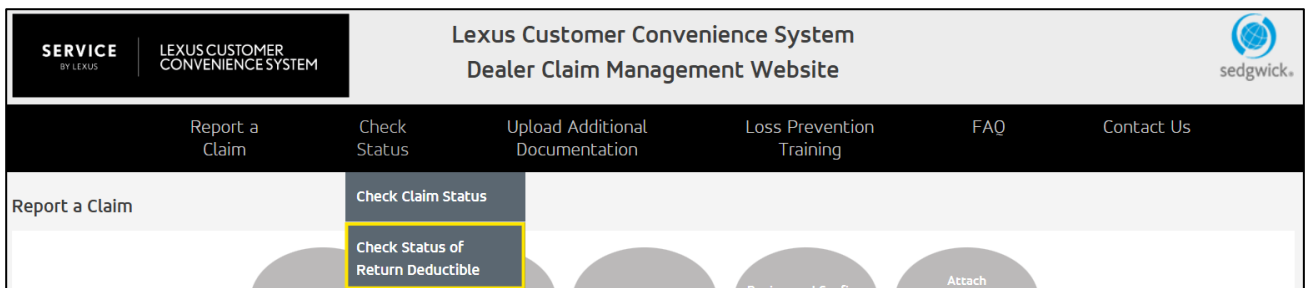 SERVICE
BY LEXUS
LEXUS CUSTOMER
CONVENIENCE SYSTEM
Lexus Customer Convenience System
Dealer Claim Management Website
sedgwick.
Report a
Claim
Check
Status
Upload Additional
Documentation
Loss Prevention
Training
FAQ
Contact Us
Check Claim Status
Check Status of
Return Deductible
Report a Claim
Attach